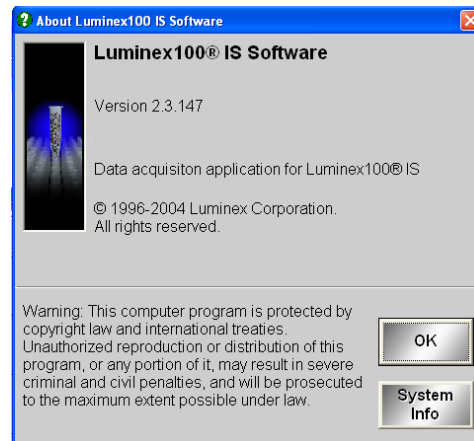 About Luminex100 IS Software
Luminex100® IS Software
Version 2.3.147
Data acquisiton application for Luminex100® IS
© 1996-2004 Luminex Corporation.
All rights reserved.
Warning: This computer program is protected by
copyright law and international treaties.
Unauthorized reproduction or distribution of this
program, or any portion of it, may result in severe
criminal and civil penalties, and will be prosecuted
to the maximum extent possible under law.
OK
System
Info